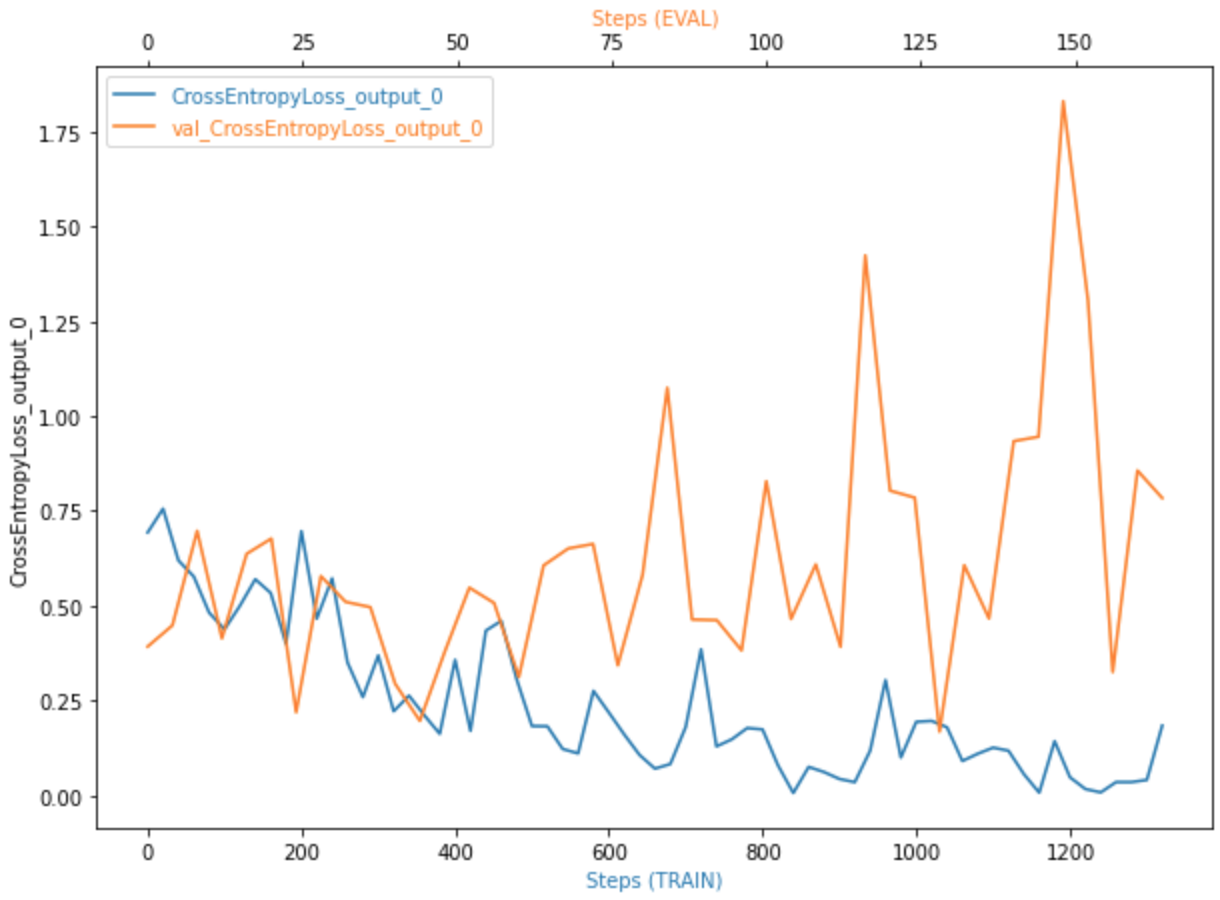 Steps (EVAL)
0 25 50 75 100 125 150
CrossEntropyLoss_output_0
val_CrossEntropyLoss_output_0
CrossEntropyLoss_output_0
1.75
1.50
1.25
1.00
0.75
0.50
0.25
0.00
0 200 400 600 800 1000 1200
Steps (TRAIN)